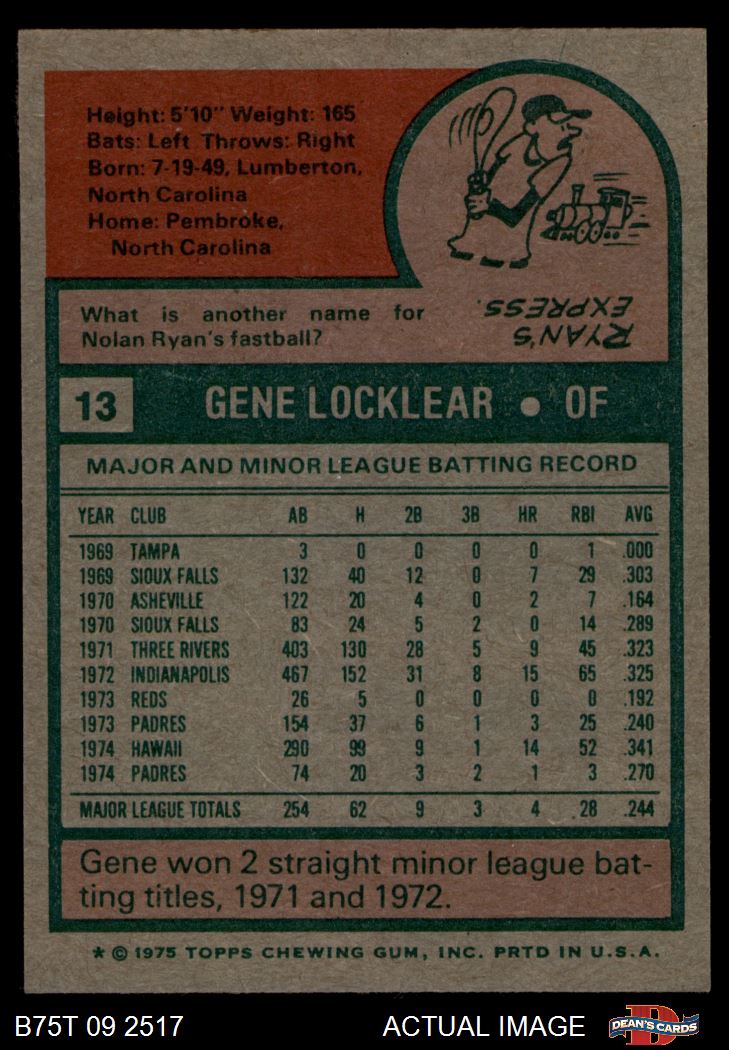 Height: 5'10" Weight: 165
Bats: Left Throws: Right
Born: 7-19-49, Lumberton,
North Carolina
Home: Pembroke,
North Carolina
What is another name for
Nolan Ryan's fastball?
RYAN'S
EXPRESS.
13 GENE LOCKLEAR • OF
MAJOR AND MINOR LEAGUE BATTING RECORD
YEAR CLUB AB H 2B 3B HR RBI AVG
1969 TAMPA 3 0 0 0 0 1 .000
1969 SIOUX FALLS 132 40 12 0 7 29 .303
1970 ASHEVILLE 122 20 4 0 2 7 .164
1970 SIOUX FALLS 83 24 5 2 0 14 .289
1971 THREE RIVERS 403 130 28 5 9 45 .323
1972 INDIANAPOLIS 467 152 31 8 15 65 .325
1973 REDS 26 5 0 0 0 0 .192
1973 PADRES 154 37 6 1 3 25 .240
1974 HAWAII 290 99 9 1 14 52 .341
1974 PADRES 74 20 3 2 1 3 .270
MAJOR LEAGUE TOTALS 254 62 9 3 4 28 .244
Gene won 2 straight minor league bat-
ting titles, 1971 and 1972.
* © 1975 TOPPS CHEWING GUM, INC. PRTD IN U.S.A.
B75T 09 2517 ACTUAL IMAGE DEAN'S CARDS